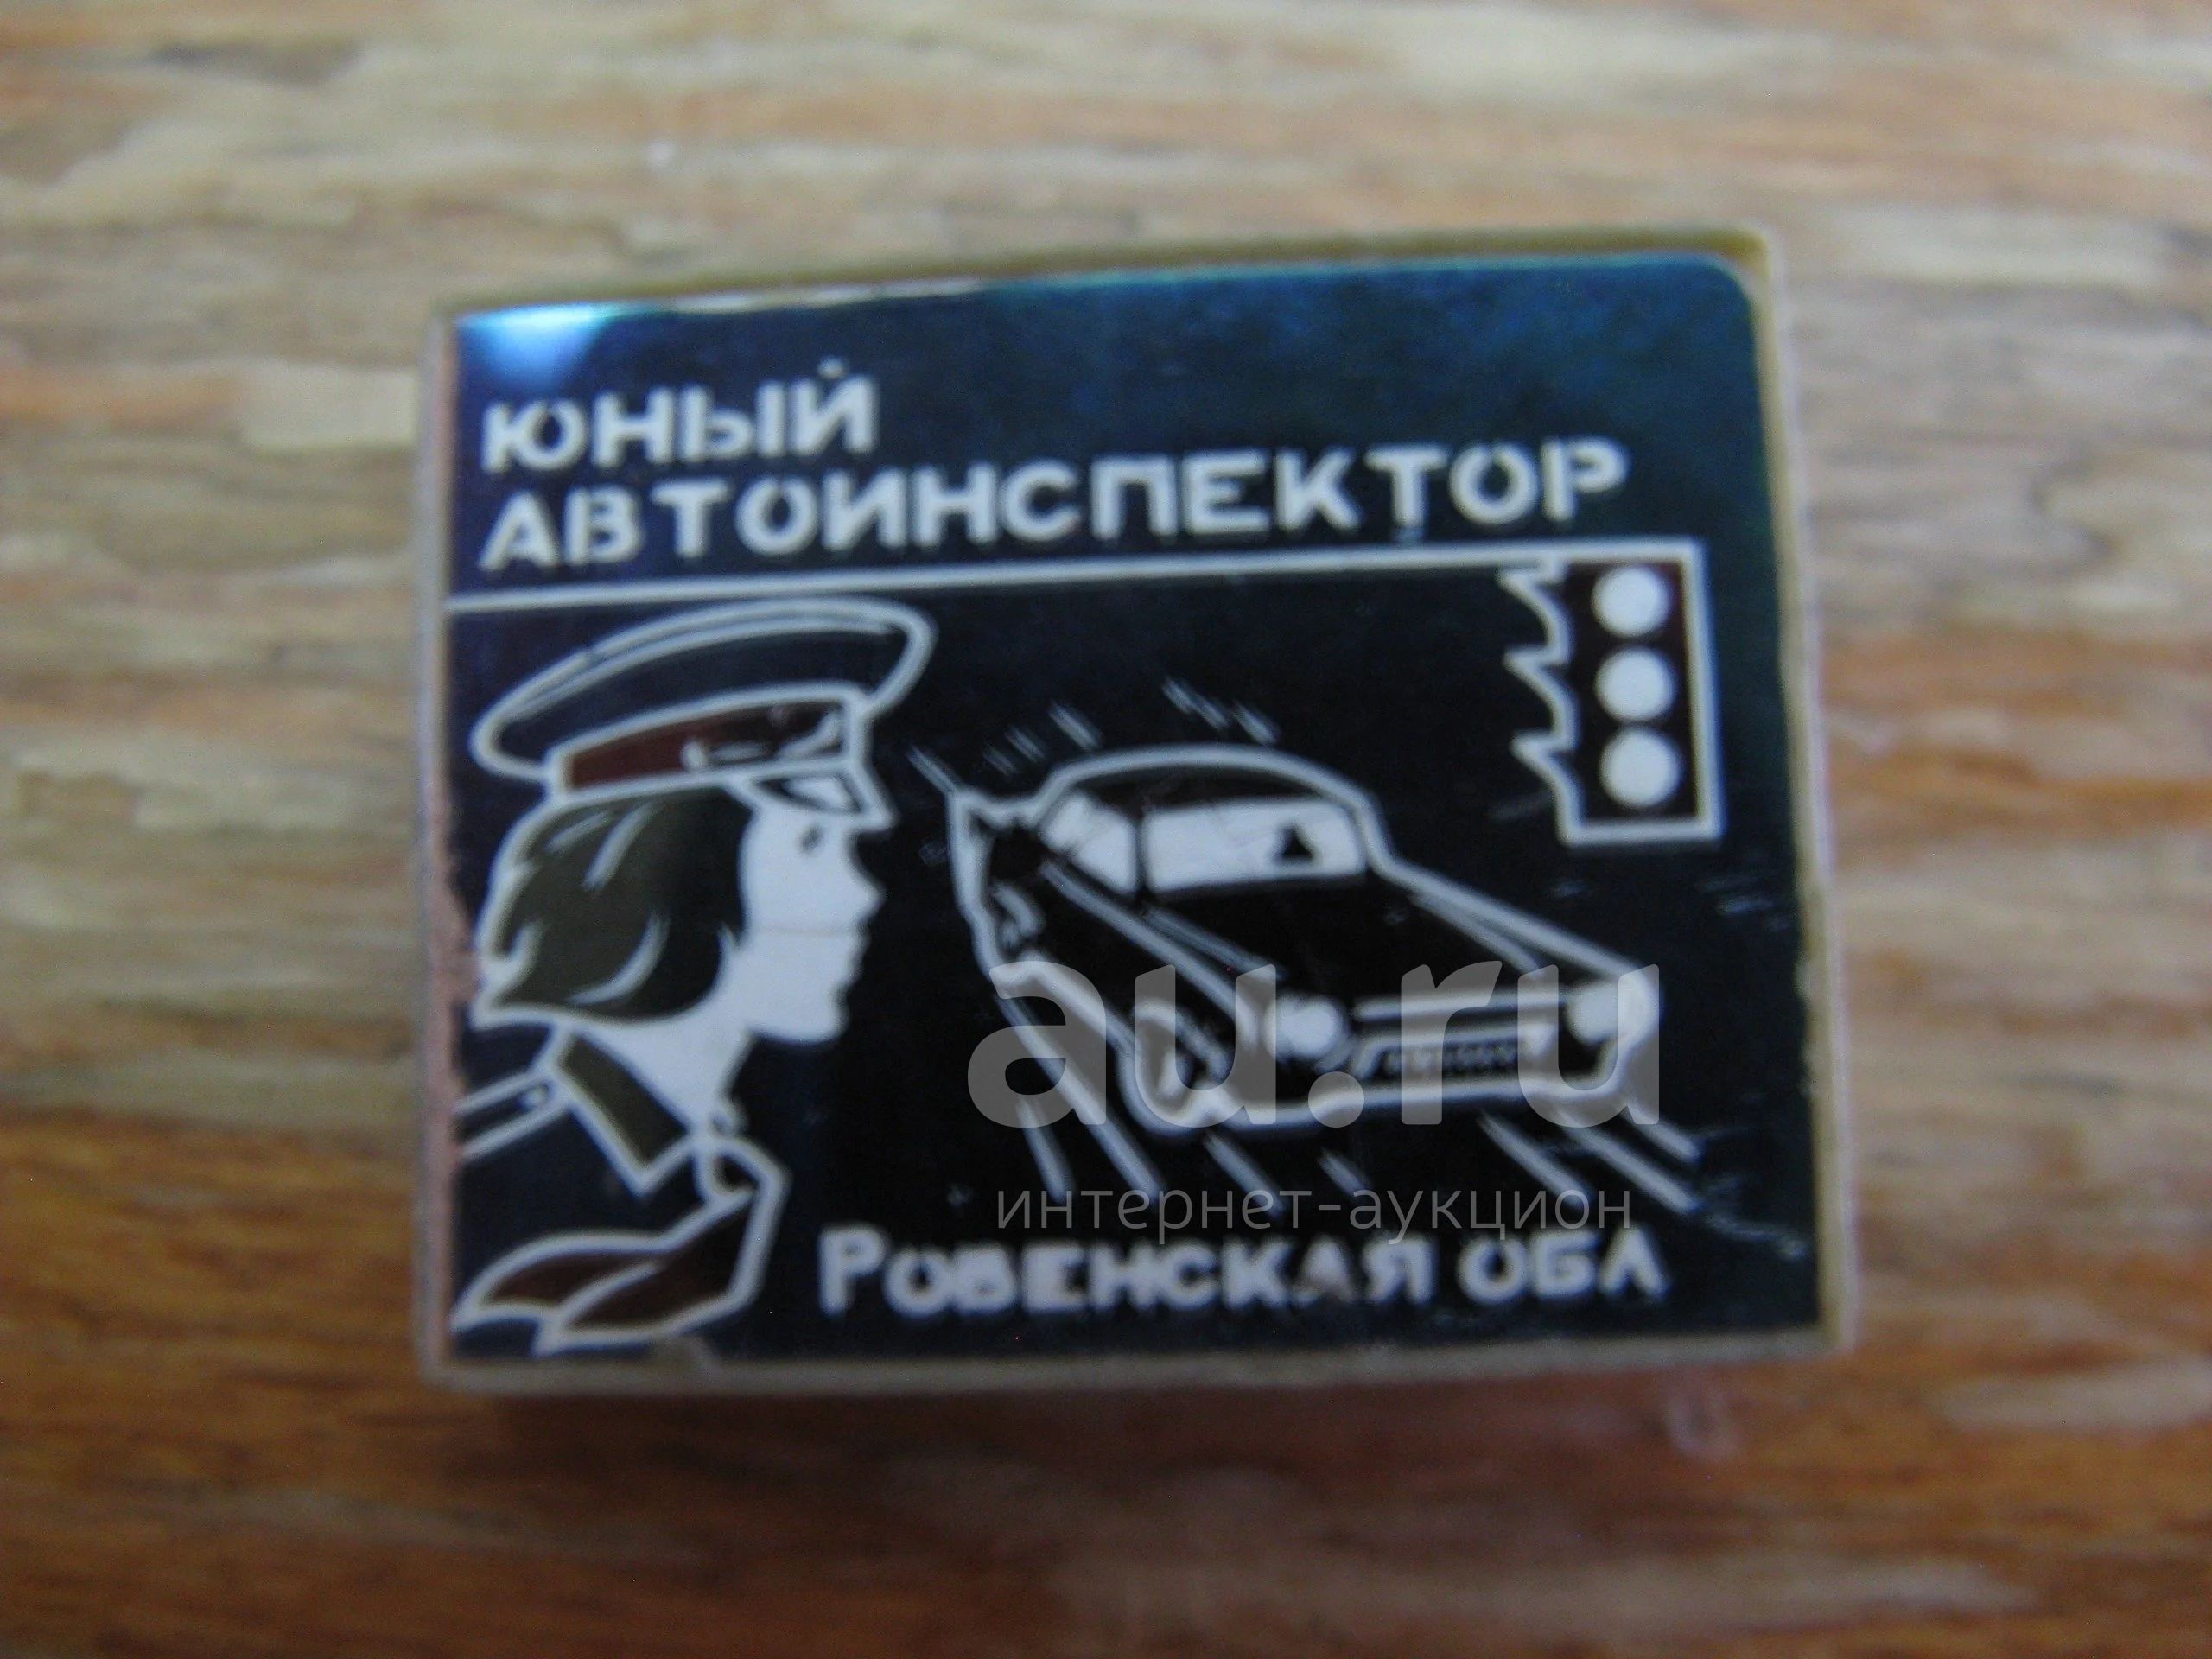 ЮНЫЙ
АВТОИНСПЕКТОР
au.ru
интернет-аукцион
РОВЕНСКАЯ ОБЛ